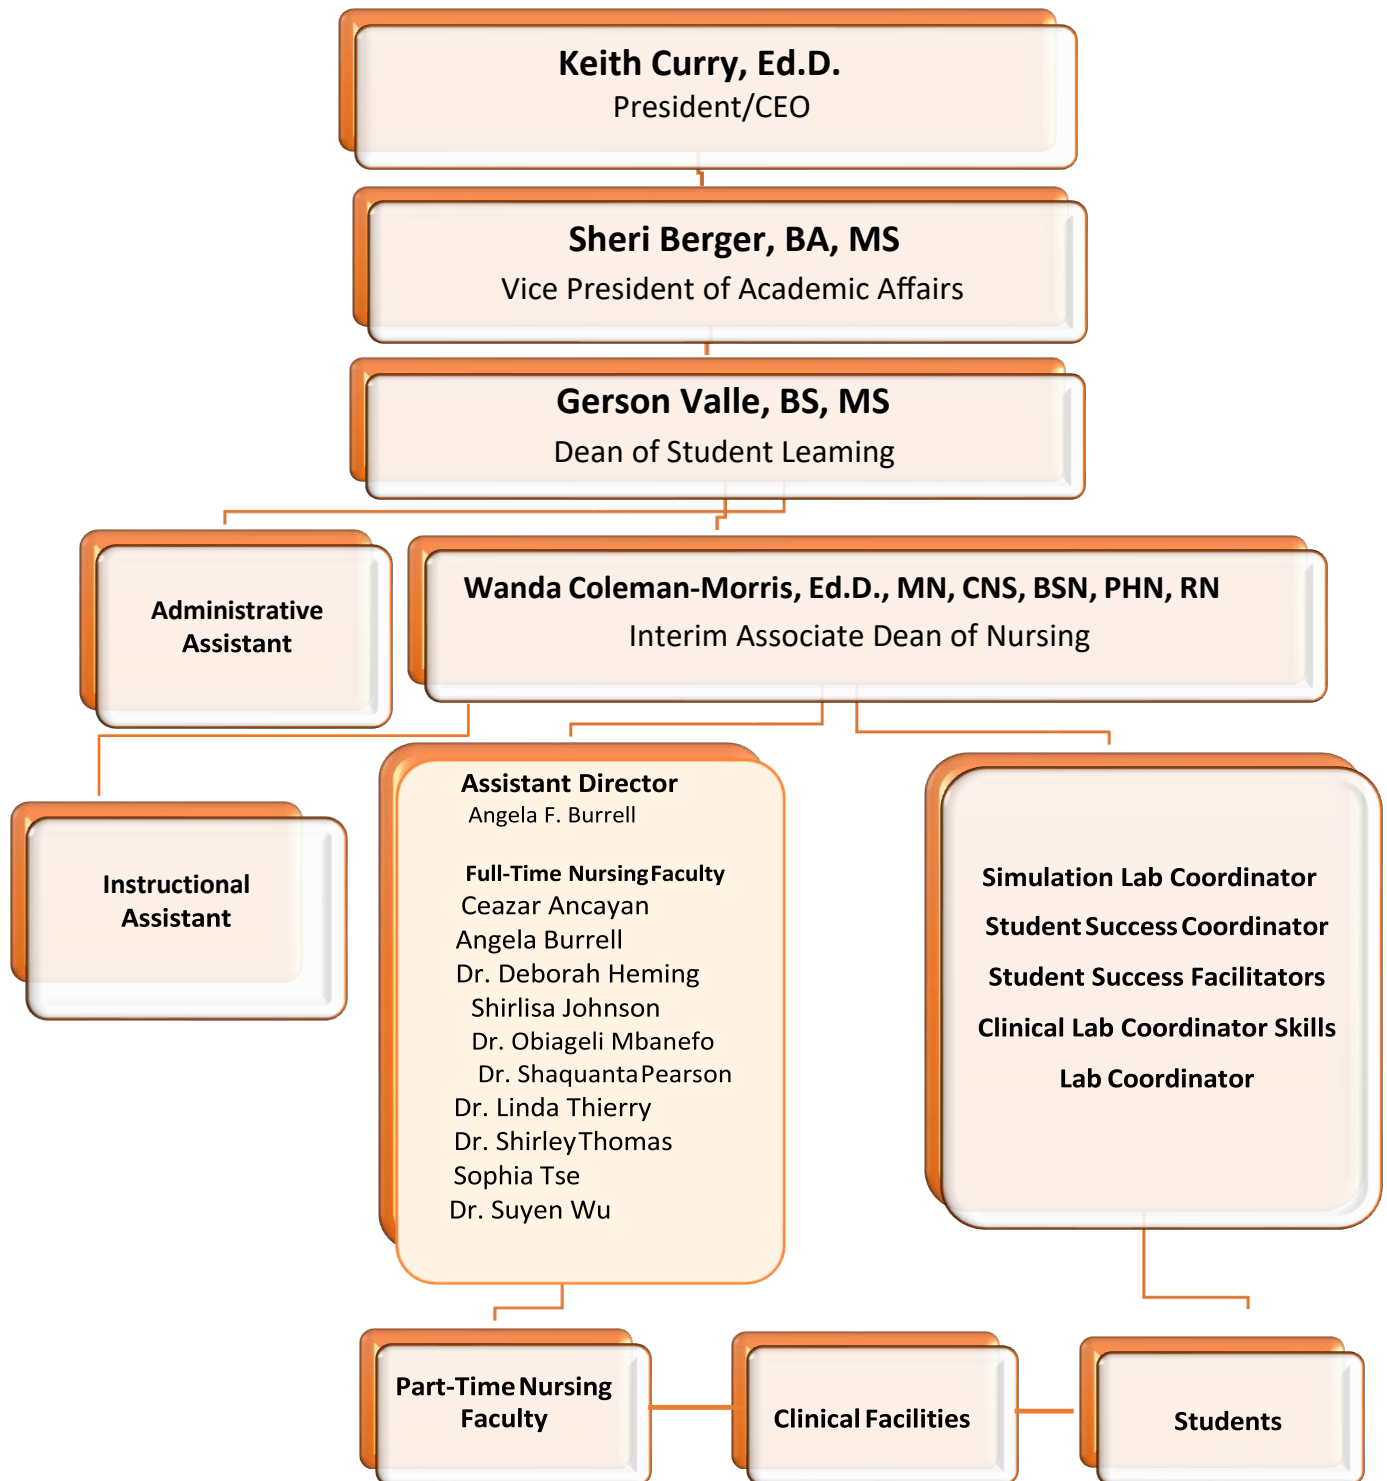 Keith Curry, Ed.D.
President/CEO
Sheri Berger, BA, MS
Vice President of Academic Affairs
Gerson Valle, BS, MS
Dean of Student Leaming
Administrative
Assistant
Wanda Coleman-Morris, Ed.D., MN, CNS, BSN, PHN, RN
Interim Associate Dean of Nursing
Instructional
Assistant
Assistant Director
Angela F. Burrell
Full-Time Nursing Faculty
Ceazar Ancayan
Angela Burrell
Dr. Deborah Heming
Shirlisa Johnson
Dr. Obiageli Mbanefo
Dr. Shaquanta Pearson
Dr. Linda Thierry
Dr. Shirley Thomas
Sophia Tse
Dr. Suyen Wu
Simulation Lab Coordinator
Student Success Coordinator
Student Success Facilitators
Clinical Lab Coordinator Skills
Lab Coordinator
Part-Time Nursing
Faculty
Clinical Facilities
Students